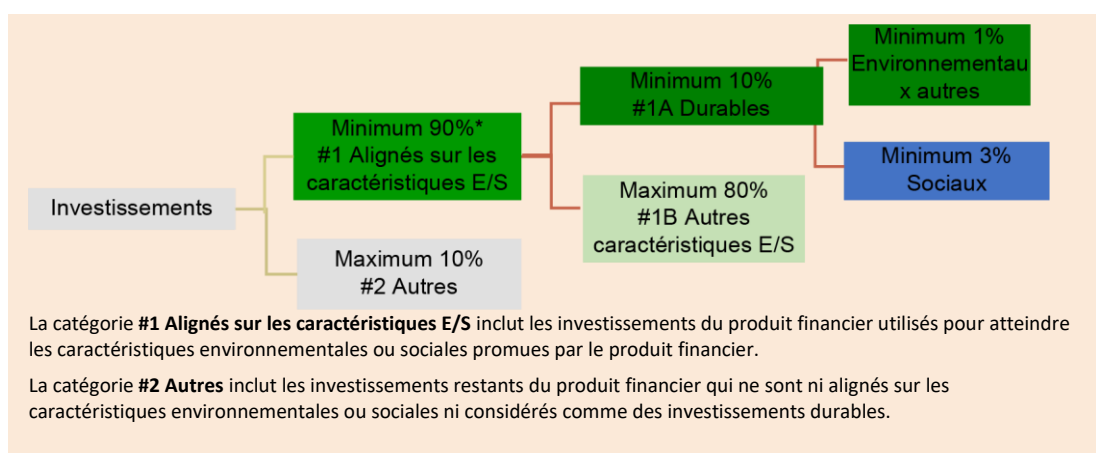 Investissements
Minimum 90%*
#1 Alignés sur les
caractéristiques E/S
Maximum 10%
#2 Autres
Minimum 10%
#1A Durables
Maximum 80%
#1B Autres
caractéristiques E/S
Minimum 1%
Environnementau
x autres
Minimum 3%
Sociaux
La catégorie #1 Alignés sur les caractéristiques E/S inclut les investissements du produit financier utilisés pour atteindre
les caractéristiques environnementales ou sociales promues par le produit financier.
La catégorie #2 Autres inclut les investissements restants du produit financier qui ne sont ni alignés sur les
caractéristiques environnementales ou sociales ni considérés comme des investissements durables.